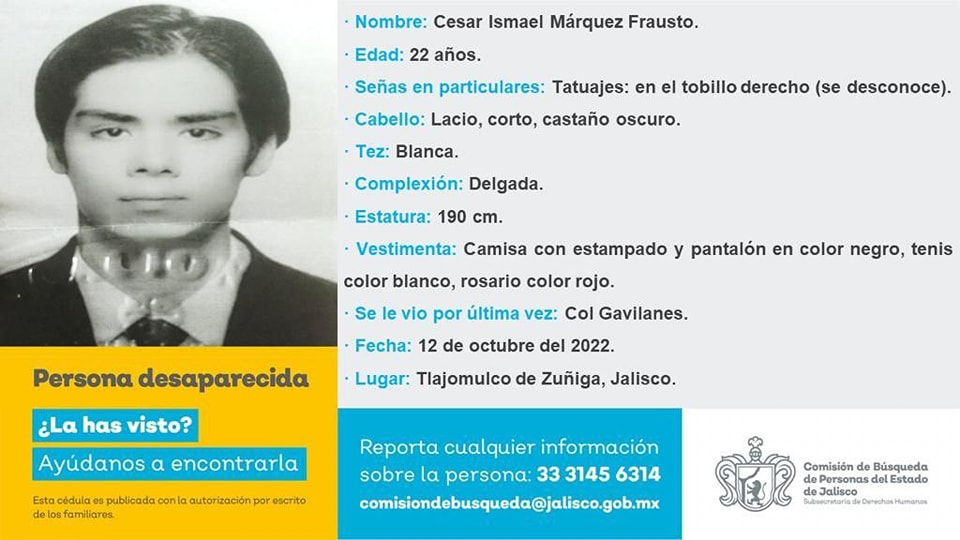 · Nombre: Cesar Ismael Márquez Frausto.
· Edad: 22 años.
· Señas en particulares: Tatuajes: en el tobillo derecho (se desconoce).
· Cabello: Lacio, corto, castaño oscuro.
· Tez: Blanca.
· Complexión: Delgada.
· Estatura: 190 cm.
· Vestimenta: Camisa con estampado y pantalón en color negro, tenis
color blanco, rosario color rojo.
· Se le vio por última vez: Col Gavilanes.
· Fecha: 12 de octubre del 2022.
· Lugar: Tlajomulco de Zuñiga, Jalisco.
Persona desaparecida
¿La has visto?
Ayúdanos a encontrarla
Esta cédula es publicada con la autorización por escrito
de los familiares.
Reporta cualquier información
sobre la persona: 33 3145 6314
comisiondebusqueda@jalisco.gob.mx
Comisión de Búsqueda
de Personas del Estado
de Jalisco
Subsecretaría de Derechos Humanos